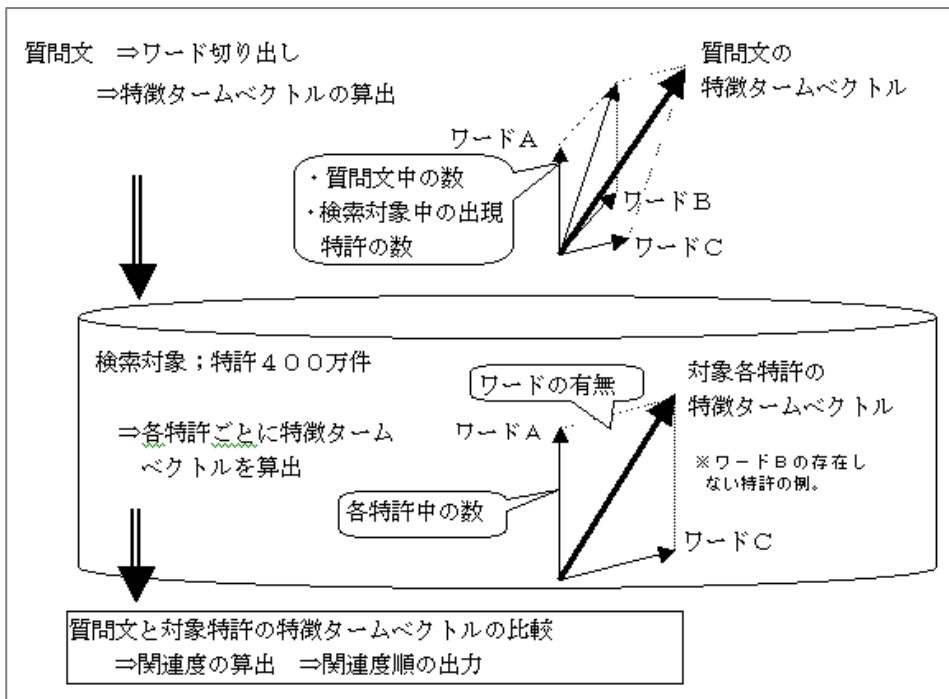 質問文　⇒ワード切り出し
⇒特徴タームベクトルの算出
質問文の
特徴タームベクトル
ワードA
・質問文中の数
・検索対象中の出現
特許の数
ワードB
ワードC
検索対象；特許４００万件
⇒各特許ごとに特徴ターム
ベクトルを算出
ワードの有無
対象各特許の
特徴タームベクトル
ワードA
※ワードBの存在し
ない特許の例。
各特許中の数
ワードC
質問文と対象特許の特徴タームベクトルの比較
⇒関連度の算出　⇒関連度順の出力